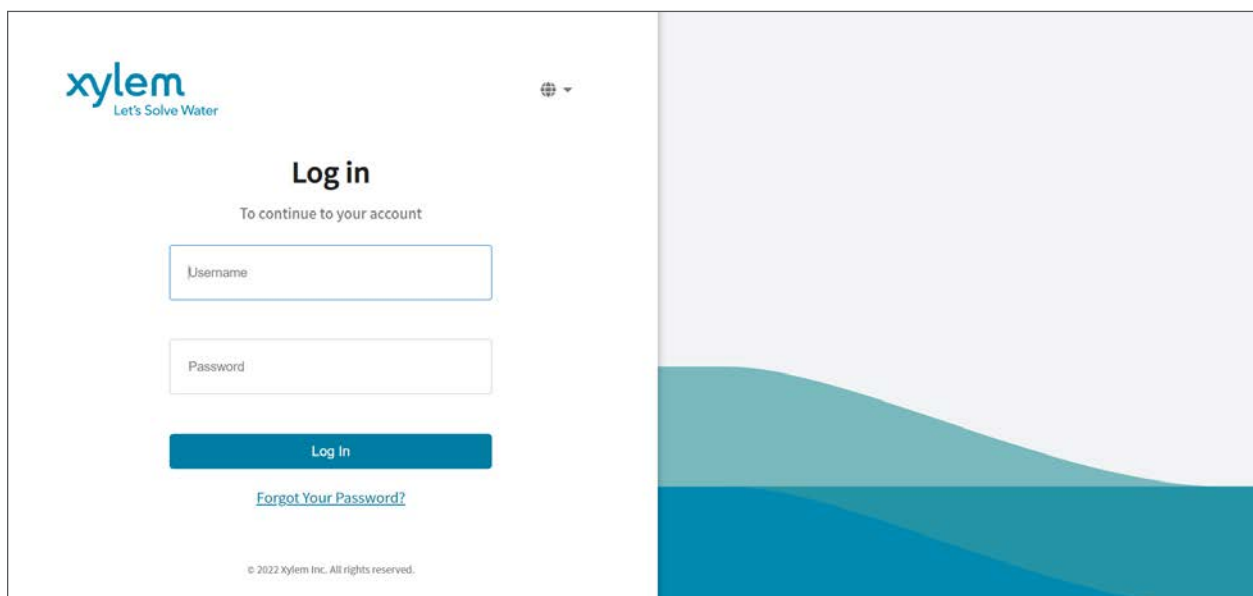 xylem
Let's Solve Water
Log in
To continue to your account
Username
Password
Log In
Forgot Your Password?
© 2022 Xylem Inc. All rights reserved.